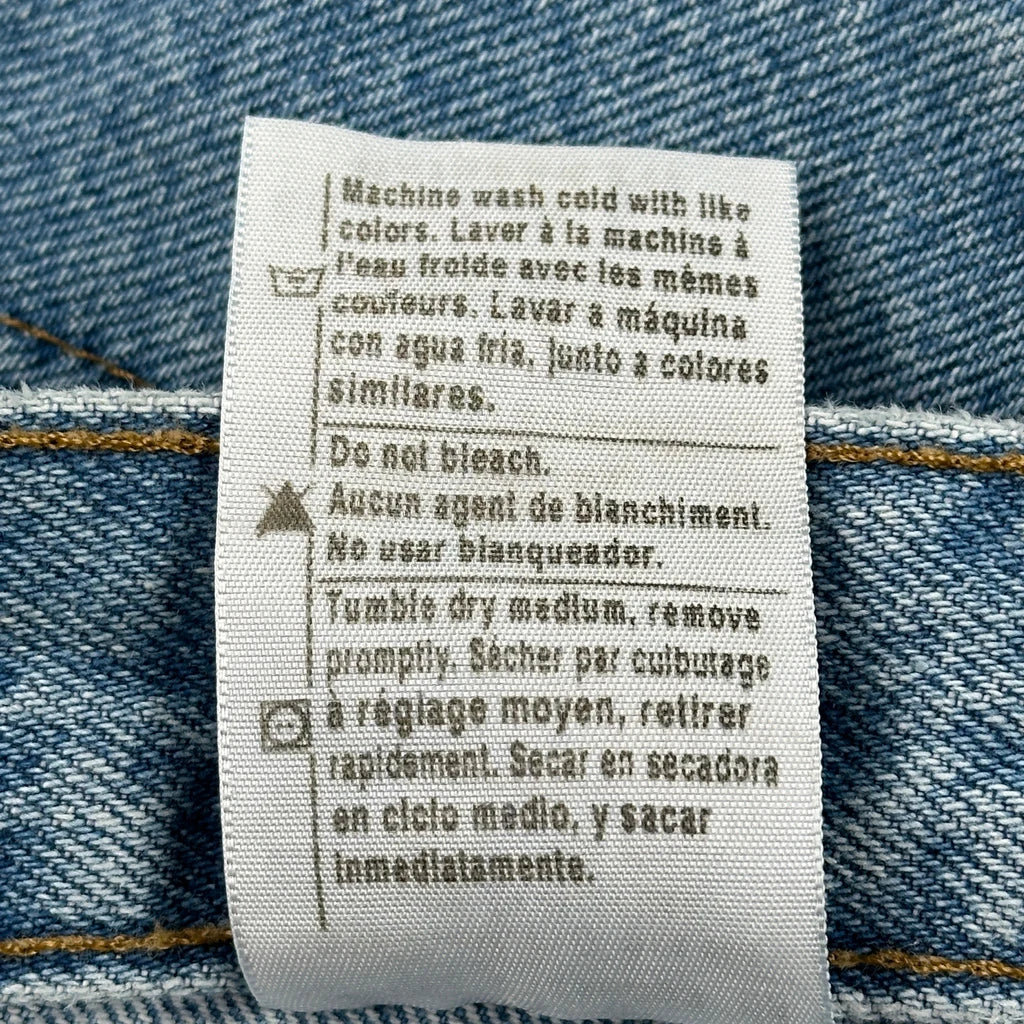 Machine wash cold with like
colors. Laver à la machine à
l'eau froide avec les mêmes
couleurs. Lavar a máquina
con agua fría, junto a colores
similares.
Do not bleach.
Aucun agent de blanchiment.
No usar blanqueador.
Tumble dry medium, remove
promptly. Sécher par culbutage
à réglage moyen, retirer
rapidement. Secar en secadora
en ciclo medio, y sacar
inmediatamente.